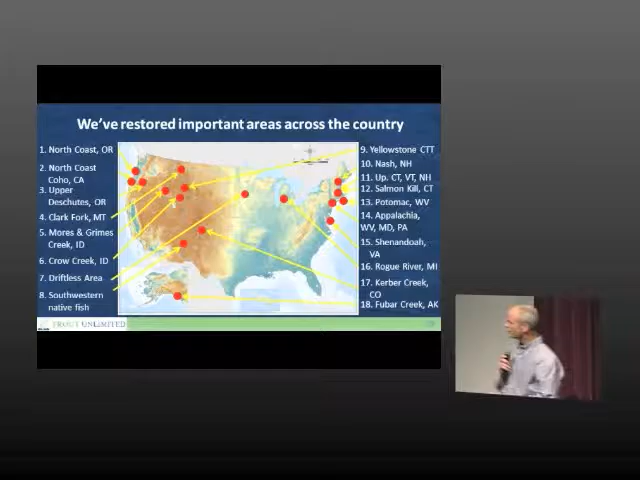 We've restored important areas across the country
1. North Coast, OR
2. North Coast
Coho, CA
3. Upper
Deschutes, OR
4. Clark Fork, MT
5. Mores & Grimes
Creek, ID
6. Crow Creek, ID
7. Driftless Area
8. Southwestern
native fish
9. Yellowstone CTT
10. Nash, NH
11. Up. CT, VT, NH
12. Salmon Kill, CT
13. Potomac, WV
14. Appalachia,
WV, MD, PA
15. Shenandoah,
VA
16. Rogue River, MI
17. Kerber Creek,
CO
18. Fubar Creek, AK
TROUT UNLIMITED